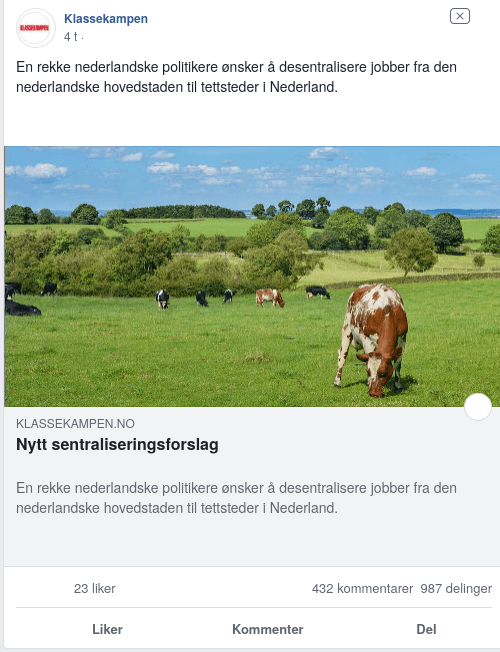 KLASSEKAMPEN
Klassekampen
4 t ·
En rekke nederlandske politikere ønsker å desentralisere jobber fra den
nederlandske hovedstaden til tettsteder i Nederland.
KLASSEKAMPEN.NO
Nytt sentraliseringsforslag
En rekke nederlandske politikere ønsker å desentralisere jobber fra den
nederlandske hovedstaden til tettsteder i Nederland.
23 liker 432 kommentarer 987 delinger
Liker Kommenter Del